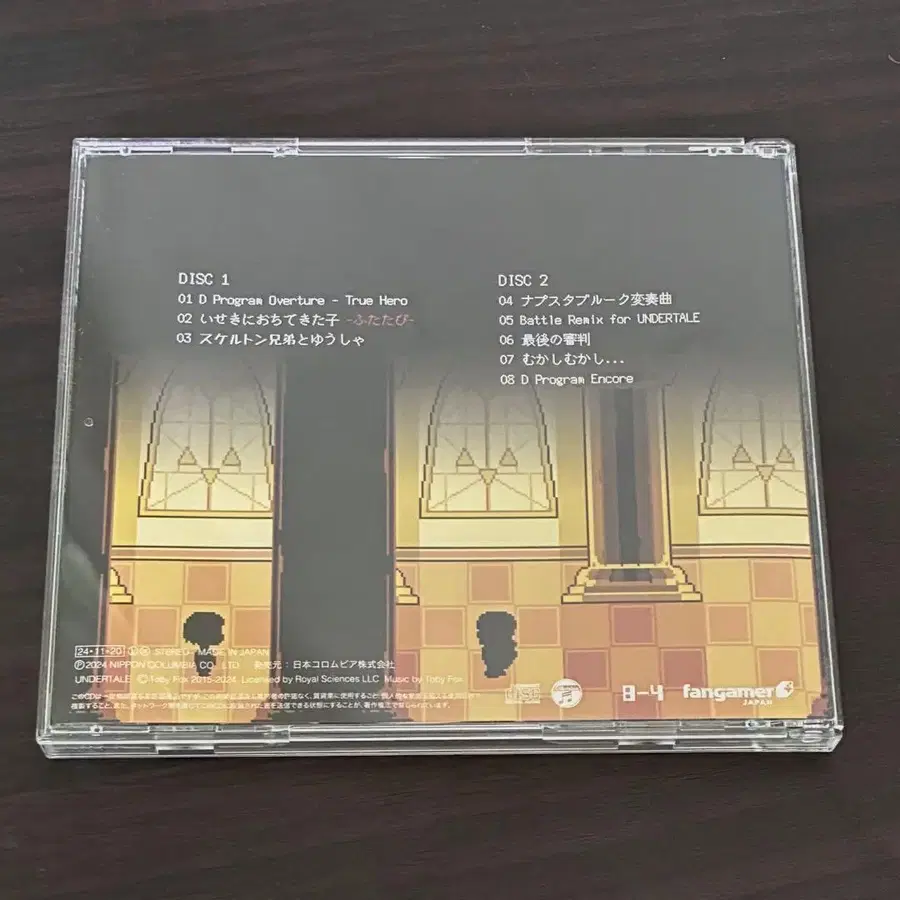 DISC 1
01 D Program Overture - True Hero
02 いせきにおちてきた子 -ふたたび-
03 スケルトン兄弟とゆうしゃ
DISC 2
04 ナプスタブルーク変奏曲
05 Battle Remix for UNDERTALE
06 最後の審判
07 むかしむかし...
08 D Program Encore
24・11・20 STEREO MADE IN JAPAN
Ⓟ2024 NIPPON COLUMBIA CO., LTD. 発売元：日本コロムビア株式会社
UNDERTALE ©Toby Fox 2015-2024. Licensed by Royal Sciences LLC. Music by Toby Fox
8-4
fangamer
JAPAN